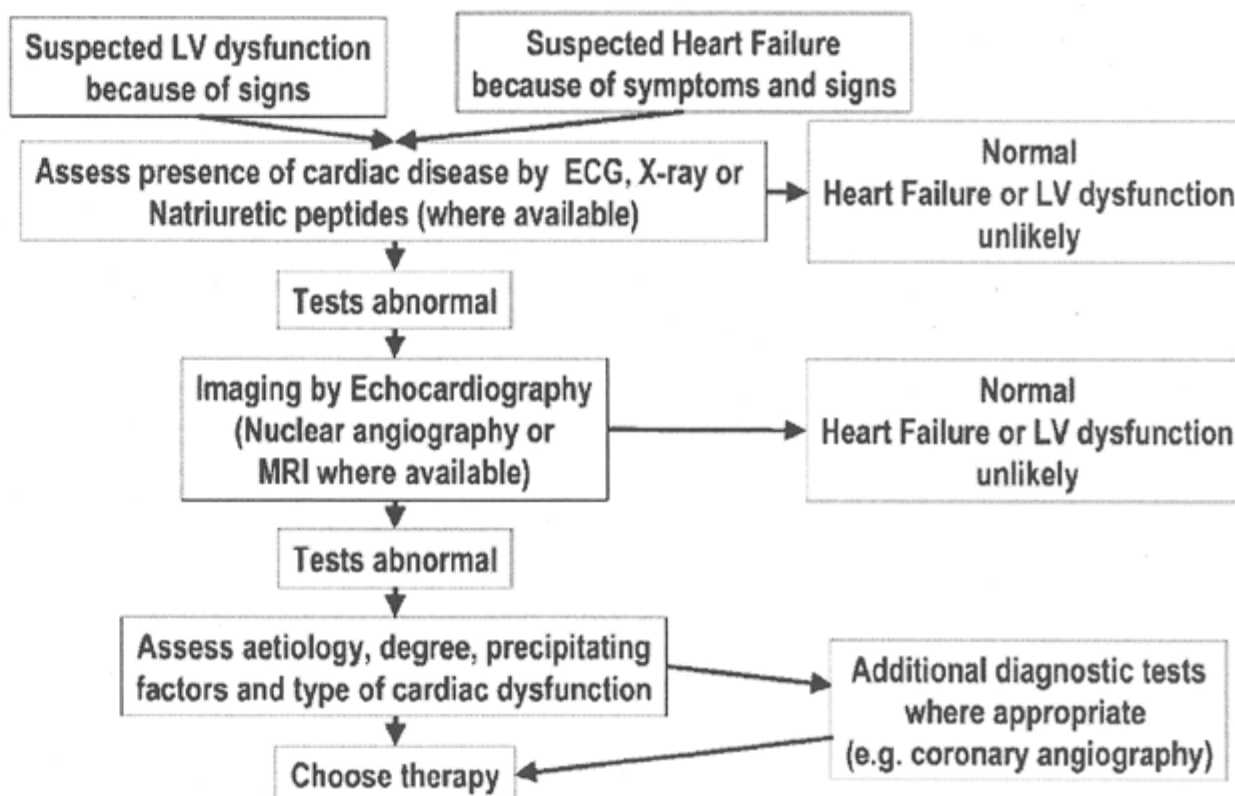 Suspected LV dysfunction
because of signs
Suspected Heart Failure
because of symptoms and signs
Assess presence of cardiac disease by ECG, X-ray or
Natriuretic peptides (where available)
Normal
Heart Failure or LV dysfunction
unlikely
Tests abnormal
Imaging by Echocardiography
(Nuclear angiography or
MRI where available)
Normal
Heart Failure or LV dysfunction
unlikely
Tests abnormal
Assess aetiology, degree, precipitating
factors and type of cardiac dysfunction
Additional diagnostic tests
where appropriate
(e.g. coronary angiography)
Choose therapy